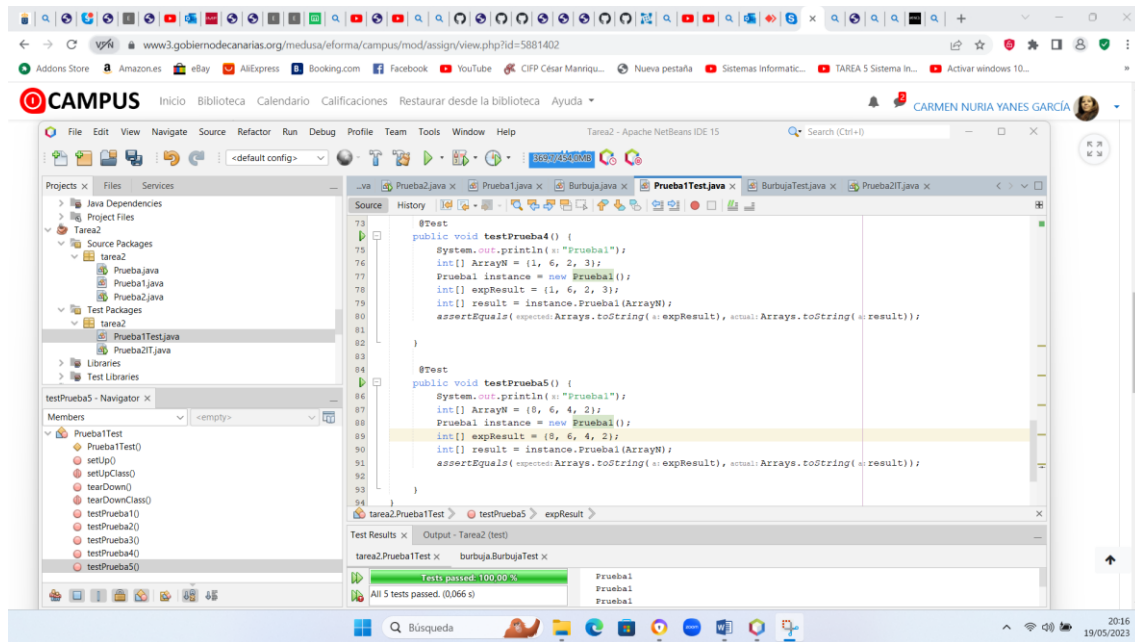 VPN www3.gobiernodecanarias.org/medusa/eforma/campus/mod/assign/view.php?id=5881402
Addons Store Amazon.es eBay AliExpress Booking.com Facebook YouTube CIFP César Manriqu... Nueva pestaña Sistemas Informatic... TAREA 5 Sistema In... Activar windows 10... »
CAMPUS Inicio Biblioteca Calendario Calificaciones Restaurar desde la biblioteca Ayuda 2 CARMEN NURIA YANES GARCÍA
File Edit View Navigate Source Refactor Run Debug Profile Team Tools Window Help Tarea2 - Apache NetBeans IDE 15 Search (Ctrl+I)
<default config>
Projects Files Services
...va Prueba2.java Prueba1.java Burbuja.java Prueba1Test.java BurbujaTest.java Prueba2IT.java
Source History
Java Dependencies
Project Files
Tarea2
Source Packages
tarea2
Prueba.java
Prueba1.java
Prueba2.java
Test Packages
tarea2
Prueba1Test.java
Prueba2IT.java
Libraries
Test Libraries
73 @Test
public void testPrueba4() {
75 System.out.println(x:"Prueba1");
76 int[] ArrayN = {1, 6, 2, 3};
77 Prueba1 instance = new Prueba1();
78 int[] expResult = {1, 6, 2, 3};
79 int[] result = instance.Prueba1(ArrayN);
80 assertEquals(expected:Arrays.toString(a:expResult), actual:Arrays.toString(a:result));
81
82 }
83
84 @Test
public void testPrueba5() {
86 System.out.println(x:"Prueba1");
87 int[] ArrayN = {8, 6, 4, 2};
88 Prueba1 instance = new Prueba1();
89 int[] expResult = {8, 6, 4, 2};
90 int[] result = instance.Prueba1(ArrayN);
91 assertEquals(expected:Arrays.toString(a:expResult), actual:Arrays.toString(a:result));
92
93 }
94 }
testPrueba5 - Navigator
Members <empty>
Prueba1Test
Prueba1Test()
setUp()
setUpClass()
tearDown()
tearDownClass()
testPrueba1()
testPrueba2()
testPrueba3()
testPrueba4()
testPrueba5()
tarea2.Prueba1Test testPrueba5 expResult
Test Results Output - Tarea2 (test)
tarea2.Prueba1Test burbuja.BurbujaTest
Tests passed: 100,00 %
All 5 tests passed. (0,066 s)
Prueba1
Prueba1
Prueba1
Búsqueda
20:16
19/05/2023